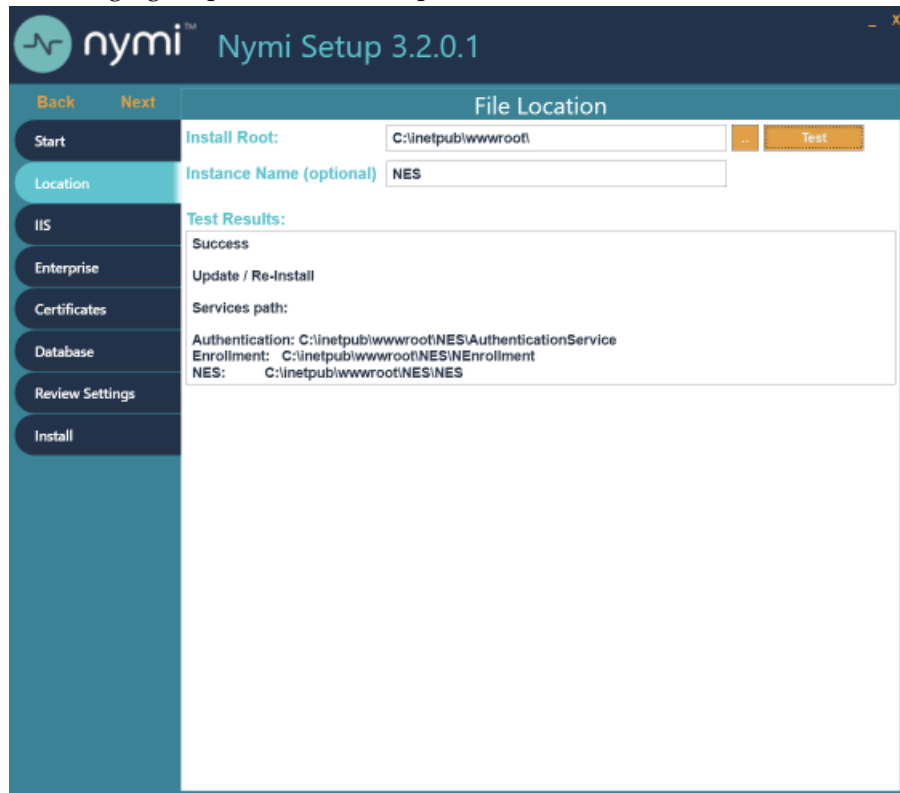 nymi™ Nymi Setup 3.2.0.1
_ X
Back Next
File Location
Start
Install Root: C:\inetpub\wwwroot\ .. Test
Location
Instance Name (optional) NES
IIS
Test Results:
Success
Enterprise
Update / Re-Install
Certificates
Services path:
Database
Authentication: C:\inetpub\wwwroot\NES\AuthenticationService
Enrollment: C:\inetpub\wwwroot\NES\NEnrollment
NES: C:\inetpub\wwwroot\NES\NES
Review Settings
Install